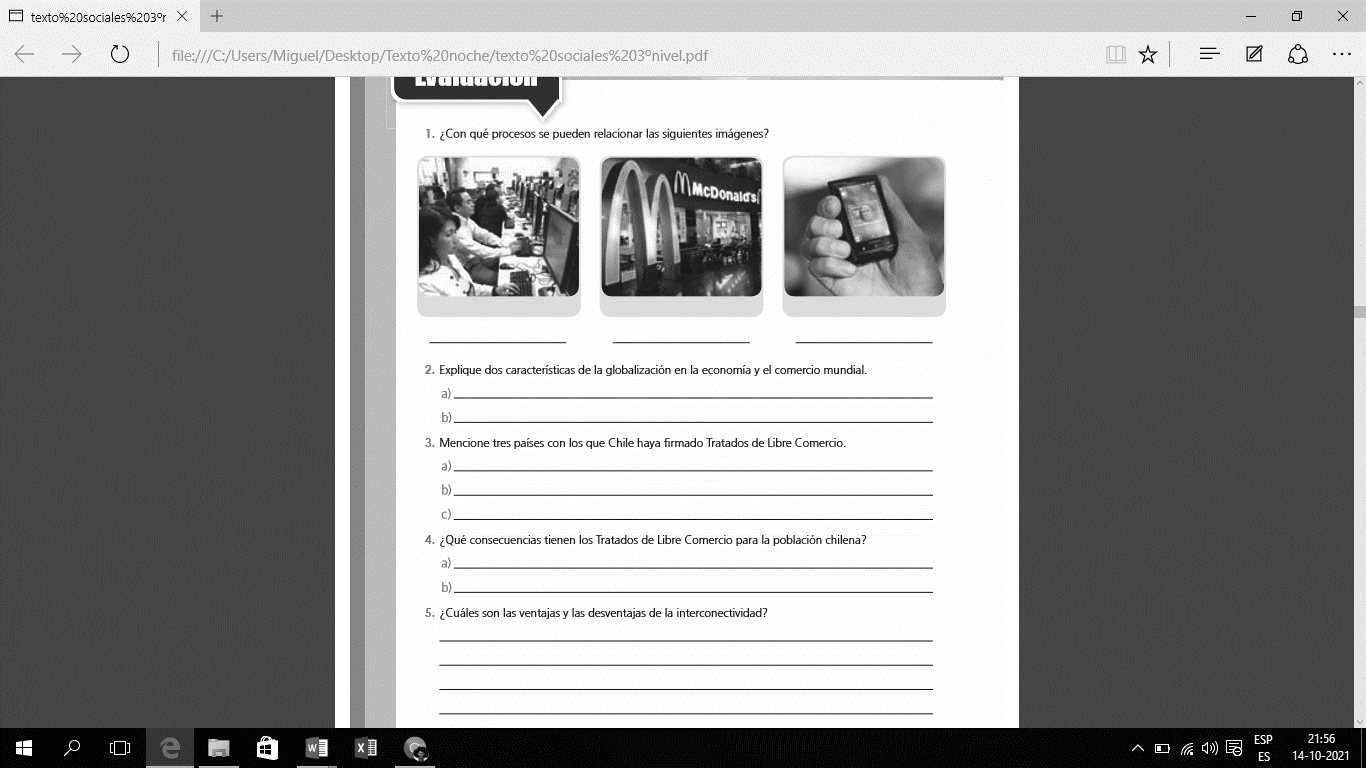 texto%20sociales%203ºr
file:///C:/Users/Miguel/Desktop/Texto%20noche/texto%20sociales%203ºnivel.pdf
Evaluación
1. ¿Con qué procesos se pueden relacionar las siguientes imágenes?
McDonald's
2. Explique dos características de la globalización en la economía y el comercio mundial.
a)
b)
3. Mencione tres países con los que Chile haya firmado Tratados de Libre Comercio.
a)
b)
c)
4. ¿Qué consecuencias tienen los Tratados de Libre Comercio para la población chilena?
a)
b)
5. ¿Cuáles son las ventajas y las desventajas de la interconectividad?
ESP
ES
21:56
14-10-2021